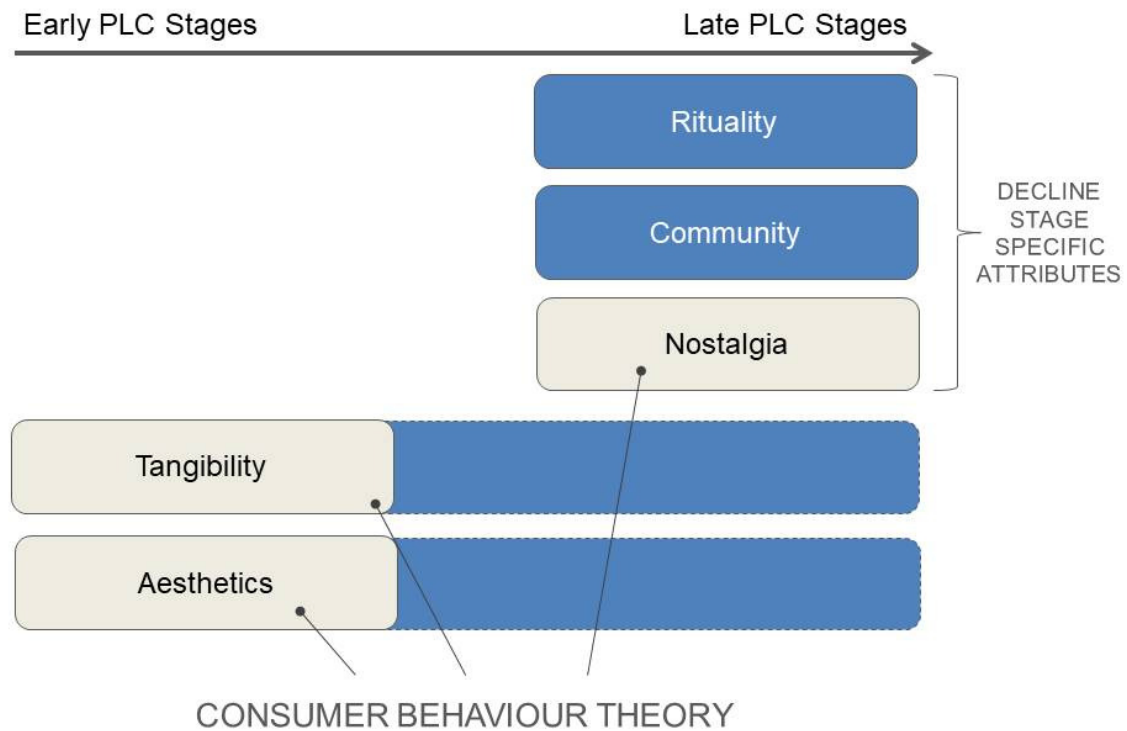 Early PLC Stages
Late PLC Stages
Rituality
Community
Nostalgia
DECLINE
STAGE
SPECIFIC
ATTRIBUTES
Tangibility
Aesthetics
CONSUMER BEHAVIOUR THEORY